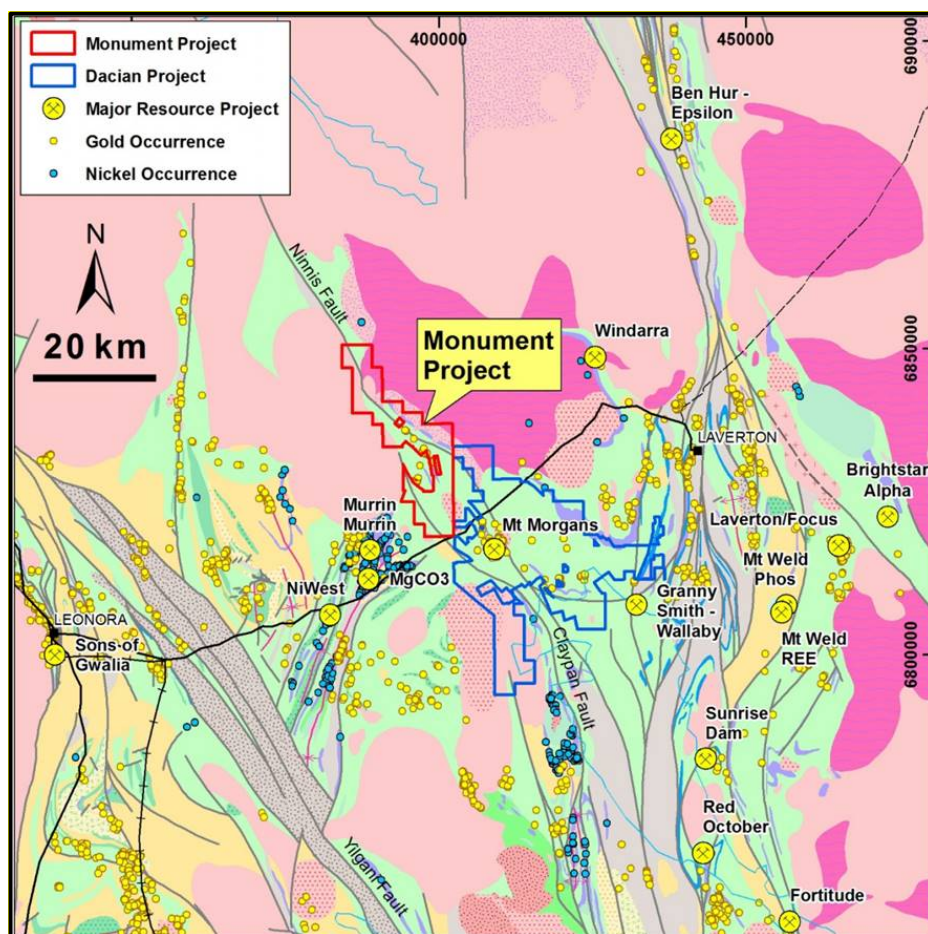 400000
450000
690000
Monument Project
Dacian Project
Major Resource Project
Gold Occurrence
Nickel Occurrence
N
20 km
Ninnis Fault
Ben Hur -
Epsilon
Monument
Project
Windarra
6850000
LAVERTON
Brightstar
Alpha
Murrin
Murrin
Mt Morgans
Laverton/Focus
Mt Weld
Phos
MgCO3
NiWest
Granny
Smith -
Wallaby
LEONORA
Sons of
Gwalia
Mt Weld
REE
6800000
Claypan Fault
Sunrise
Dam
Red
October
Yilgani Fault
Fortitude